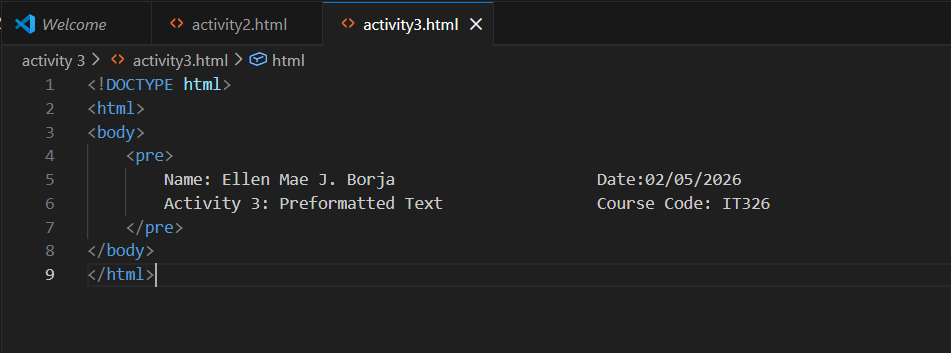 Welcome activity2.html activity3.html
activity 3 > activity3.html > html
1 <!DOCTYPE html>
2 <html>
3 <body>
4 <pre>
5 Name: Ellen Mae J. Borja Date:02/05/2026
6 Activity 3: Preformatted Text Course Code: IT326
7 </pre>
8 </body>
9 </html>